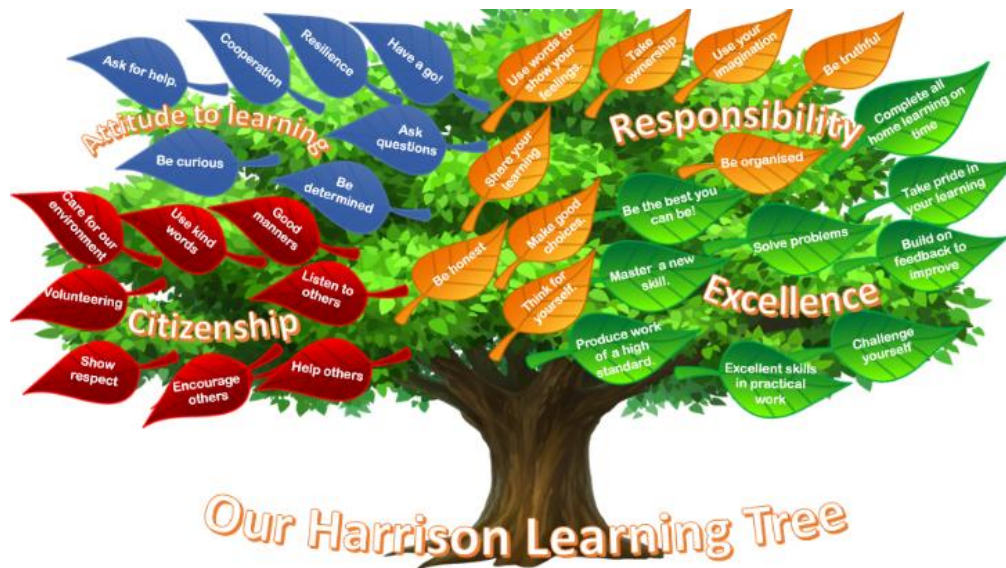 Ask for help.
Cooperation
Resilience
Have a go!
Attitude to learning
Ask
questions
Be curious
Be
determined
Use words to
show your
feelings.
Take
ownership
Use your
imagination
Be truthful
Responsibility
Share your
learning
Be organised
Make good
choices.
Be honest
Think for
yourself.
Complete all
home learning on
time
Be the best you
can be!
Take pride in
your learning
Solve problems
Build on
feedback to
improve
Master a new
skill.
Excellence
Produce work
of a high
standard.
Challenge
yourself
Excellent skills
in practical
work
Care for our
environment
Use kind
words
Good
manners
Volunteering
Listen to
others
Citizenship
Show
respect
Encourage
others
Help others
Our Harrison Learning Tree